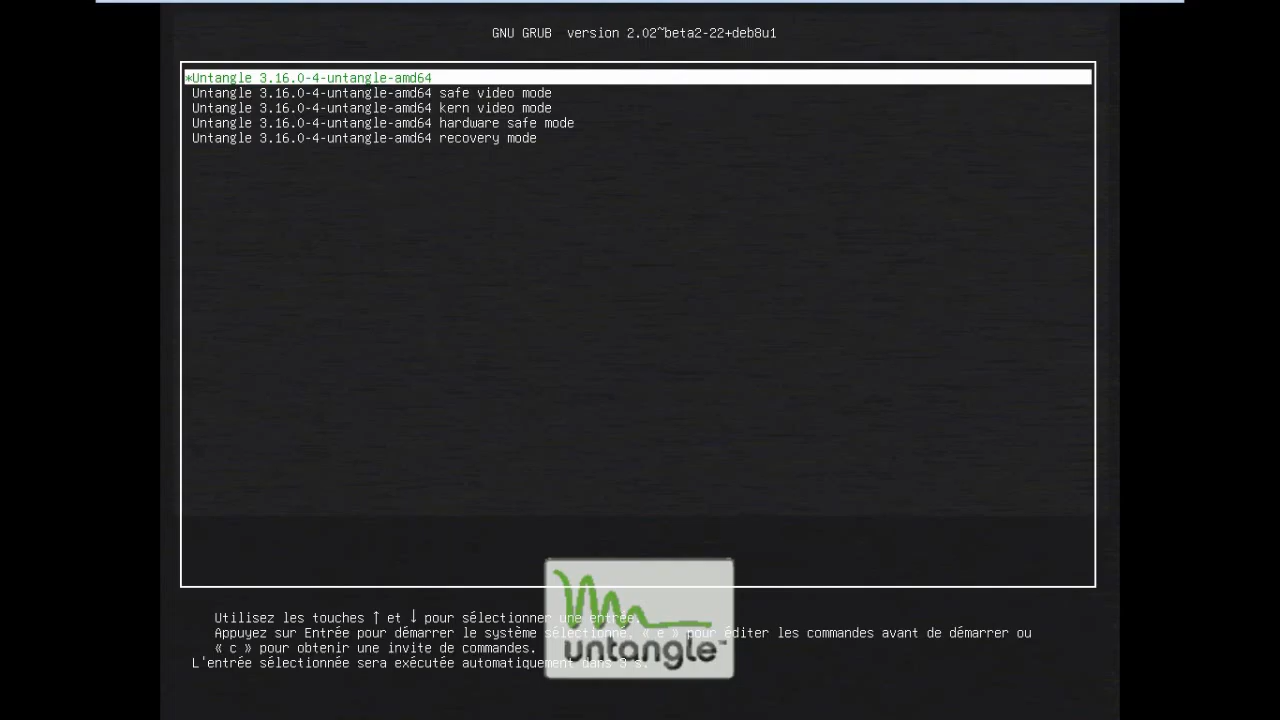 GNU GRUB version 2.02~beta2-22+deb8u1
*Untangle 3.16.0-4-untangle-amd64
Untangle 3.16.0-4-untangle-amd64 safe video mode
Untangle 3.16.0-4-untangle-amd64 kern video mode
Untangle 3.16.0-4-untangle-amd64 hardware safe mode
Untangle 3.16.0-4-untangle-amd64 recovery mode
Utilisez les touches ↑ et ↓ pour sélectionner une entrée.
Appuyez sur Entrée pour démarrer le système sélectionné, « e » pour éditer les commandes avant de démarrer ou
« c » pour obtenir une invite de commandes.
L'entrée sélectionnée sera exécutée automatiquement dans 3 s.
untangle™